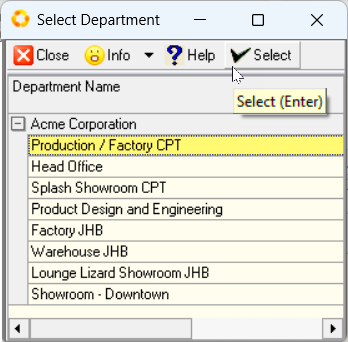 Select Department
Close Info Help Select
Department Name
Select (Enter)
Acme Corporation
Production / Factory CPT
Head Office
Splash Showroom CPT
Product Design and Engineering
Factory JHB
Warehouse JHB
Lounge Lizard Showroom JHB
Showroom - Downtown